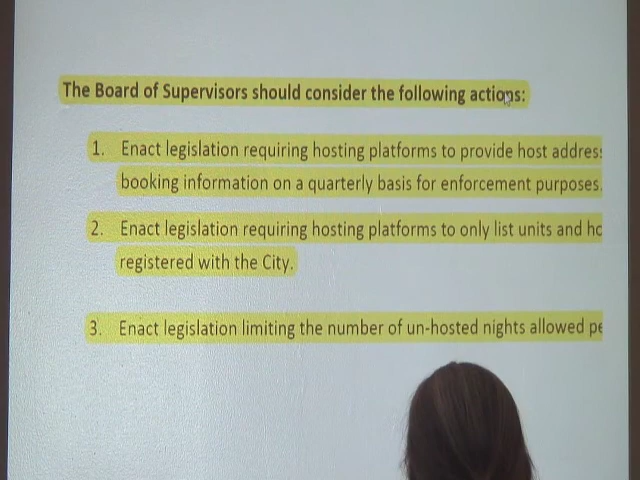 The Board of Supervisors should consider the following actions:
1. Enact legislation requiring hosting platforms to provide host
booking information on a quarterly basis for enforcement purposes.
2. Enact legislation requiring hosting platforms to only list units and
registered with the City.
3. Enact legislation limiting the number of un-hosted nights allowed